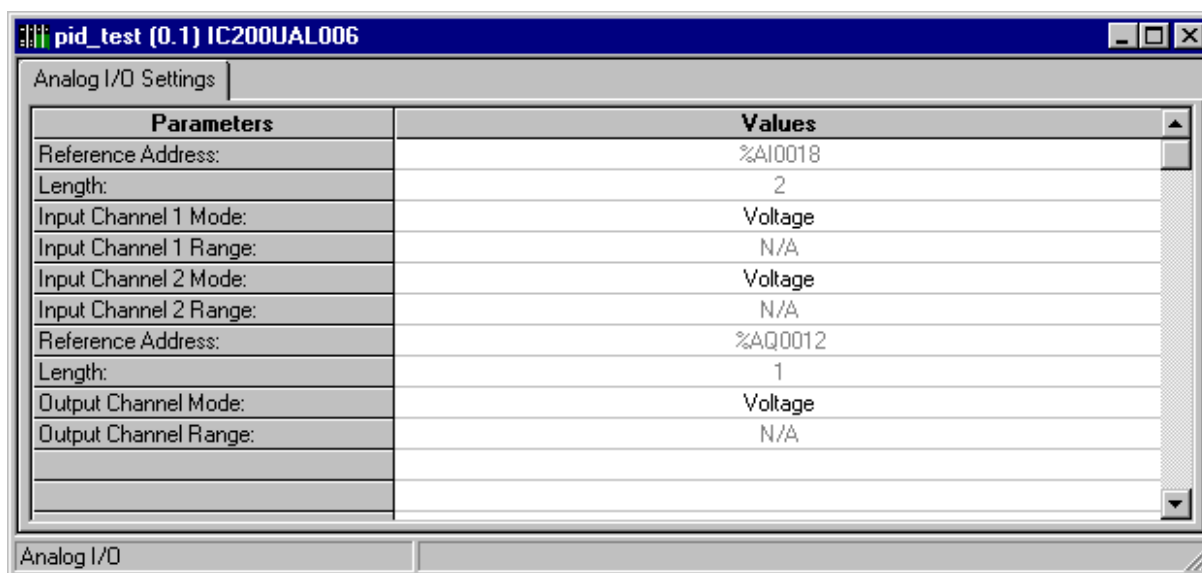 pid_test (0.1) IC200UAL006
Analog I/O Settings
Parameters Values
Reference Address: %AI0018
Length: 2
Input Channel 1 Mode: Voltage
Input Channel 1 Range: N/A
Input Channel 2 Mode: Voltage
Input Channel 2 Range: N/A
Reference Address: %AQ0012
Length: 1
Output Channel Mode: Voltage
Output Channel Range: N/A
Analog I/O